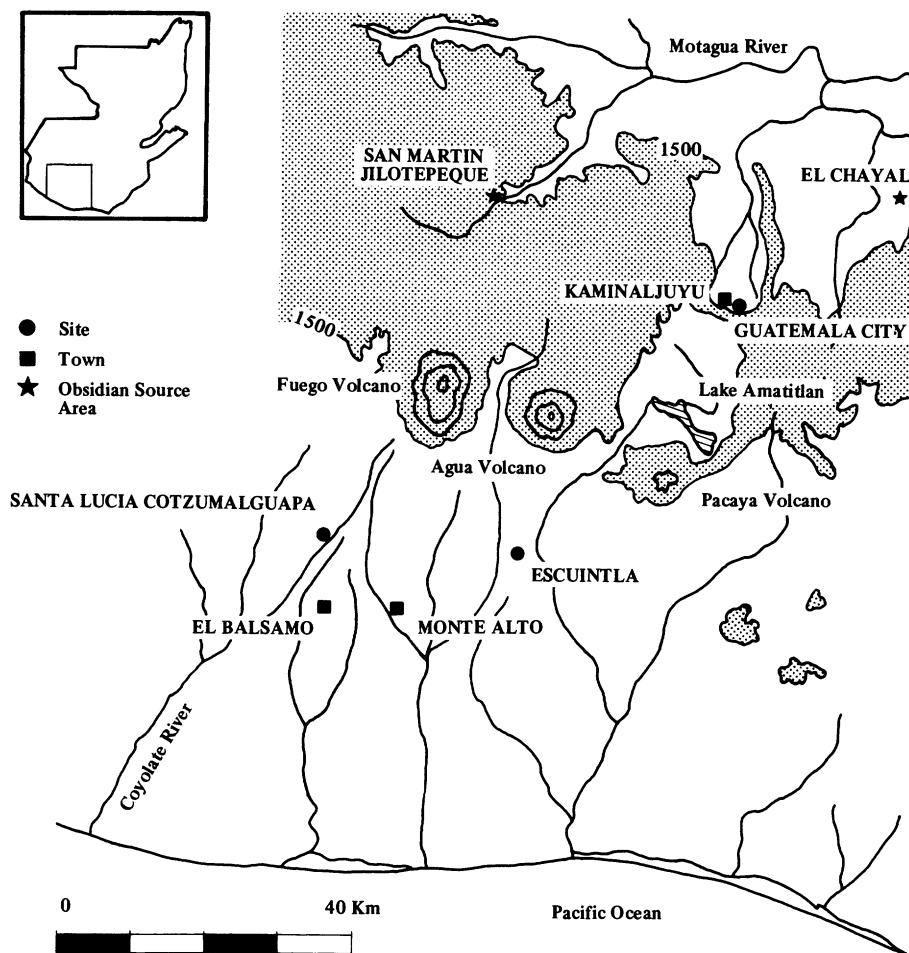 Motagua River
SAN MARTIN
JILOTEPEQUE
1500
EL CHAYAL
KAMINALJUYU
GUATEMALA CITY
1500
Site
Town
Obsidian Source
Area
Fuego Volcano
Lake Amatitlan
Agua Volcano
Pacaya Volcano
SANTA LUCIA COTZUMALGUAPA
ESCUINTLA
EL BALSAMO
MONTE ALTO
Coyolate River
0
40 Km
Pacific Ocean